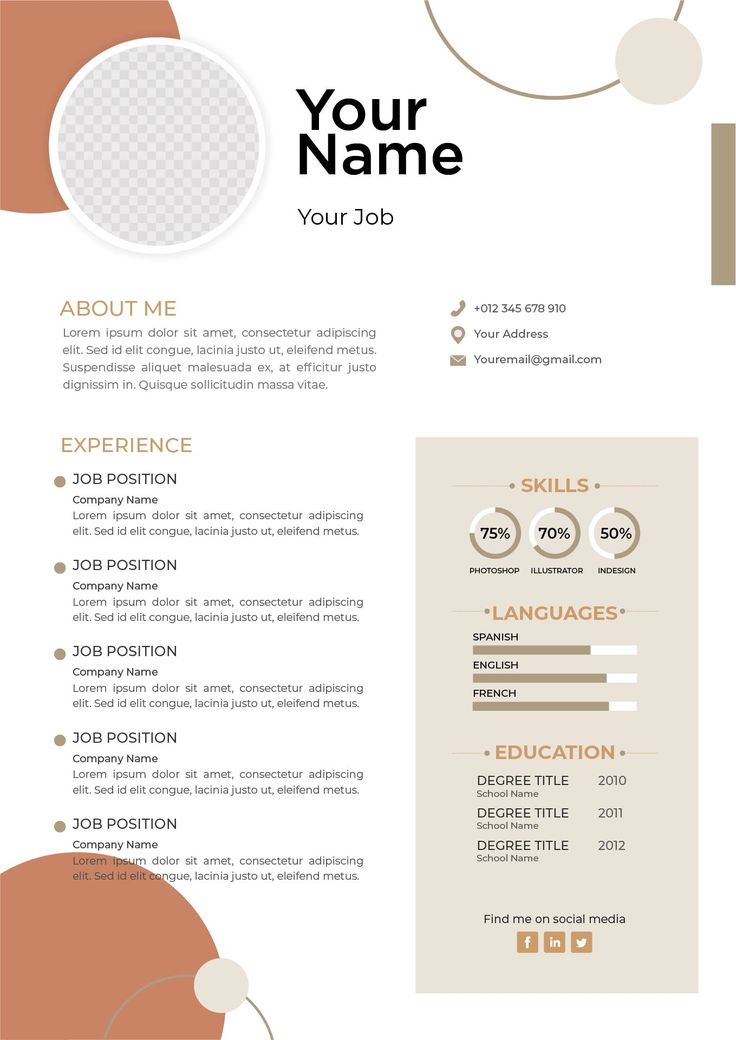 Your
Name
Your Job
ABOUT ME
Lorem ipsum dolor sit amet, consectetur adipiscing
elit. Sed id elit congue, lacinia justo luctus, eleifend metus.
Suspendisse aliquet malesuada ex, at efficitur justo
dignissim in. Quisque sollicitudin massa vitae.
+012 345 678 910
Your Address
Youremail@gmail.com
EXPERIENCE
JOB POSITION
Company Name
Lorem ipsum dolor sit amet, consectetur adipiscing
elit. Sed id elit congue, lacinia justo luctus, eleifend metus.
JOB POSITION
Company Name
Lorem ipsum dolor sit amet, consectetur adipiscing
elit. Sed id elit congue, lacinia justo luctus, eleifend metus.
JOB POSITION
Company Name
Lorem ipsum dolor sit amet, consectetur adipiscing
elit. Sed id elit congue, lacinia justo luctus, eleifend metus.
JOB POSITION
Company Name
Lorem ipsum dolor sit amet, consectetur adipiscing
elit. Sed id elit congue, lacinia justo luctus, eleifend metus.
JOB POSITION
Company Name
Lorem ipsum dolor sit amet, consectetur adipiscing
elit. Sed id elit congue, lacinia justo luctus, eleifend metus.
SKILLS
75% 70% 50%
PHOTOSHOP ILLUSTRATOR INDESIGN
LANGUAGES
SPANISH
ENGLISH
FRENCH
EDUCATION
DEGREE TITLE 2010
School Name
DEGREE TITLE 2011
School Name
DEGREE TITLE 2012
School Name
Find me on social media
f in